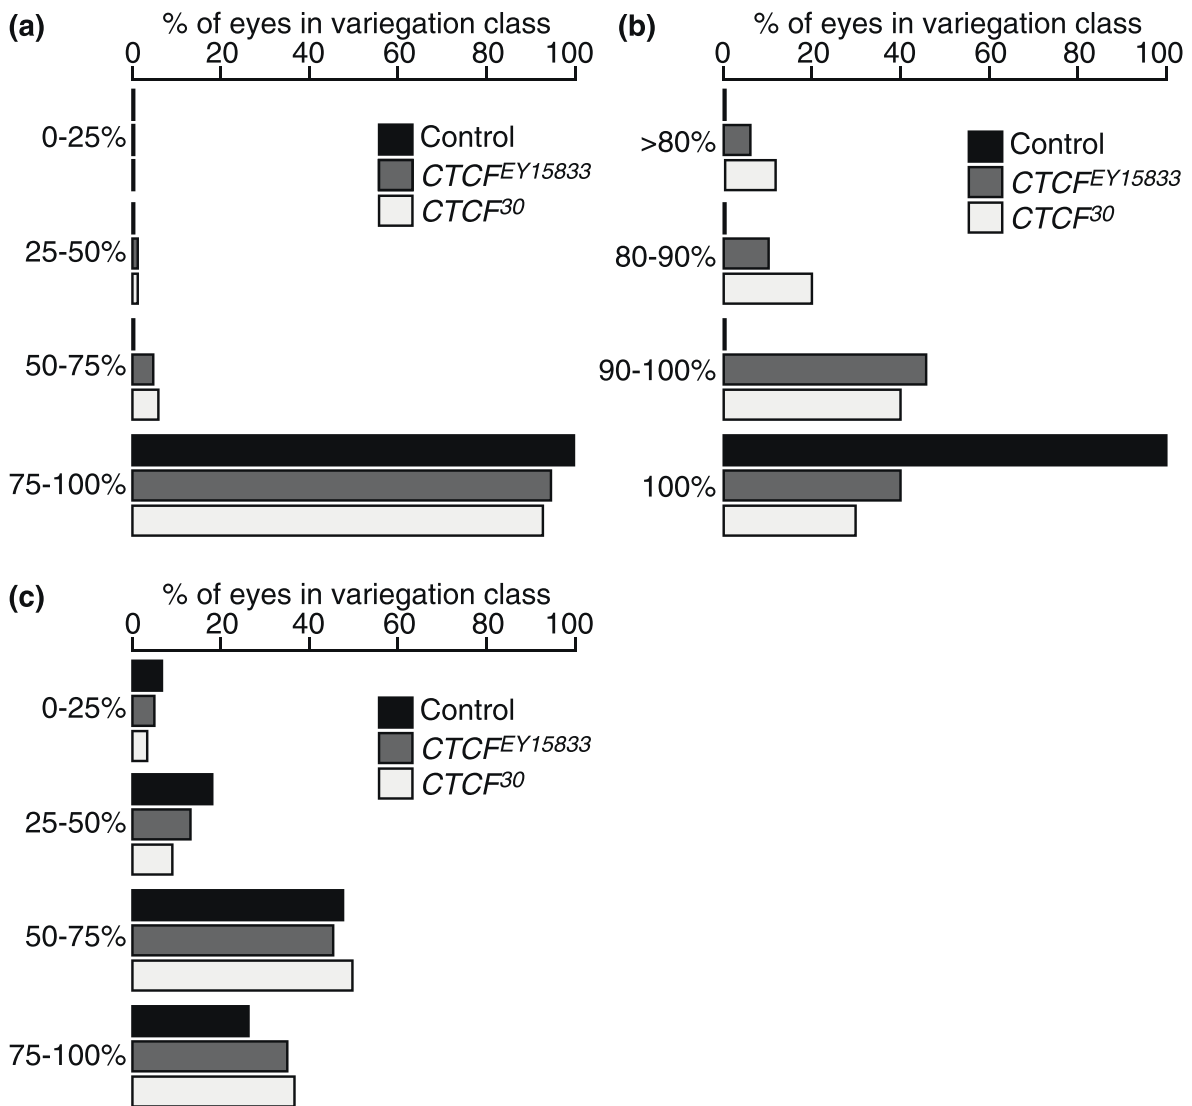 (a) % of eyes in variegation class
0 20 40 60 80 100
0-25%
25-50%
50-75%
75-100%
Control
CTCF^EY15833
CTCF^30
(b) % of eyes in variegation class
0 20 40 60 80 100
>80%
80-90%
90-100%
100%
Control
CTCF^EY15833
CTCF^30
(c) % of eyes in variegation class
0 20 40 60 80 100
0-25%
25-50%
50-75%
75-100%
Control
CTCF^EY15833
CTCF^30